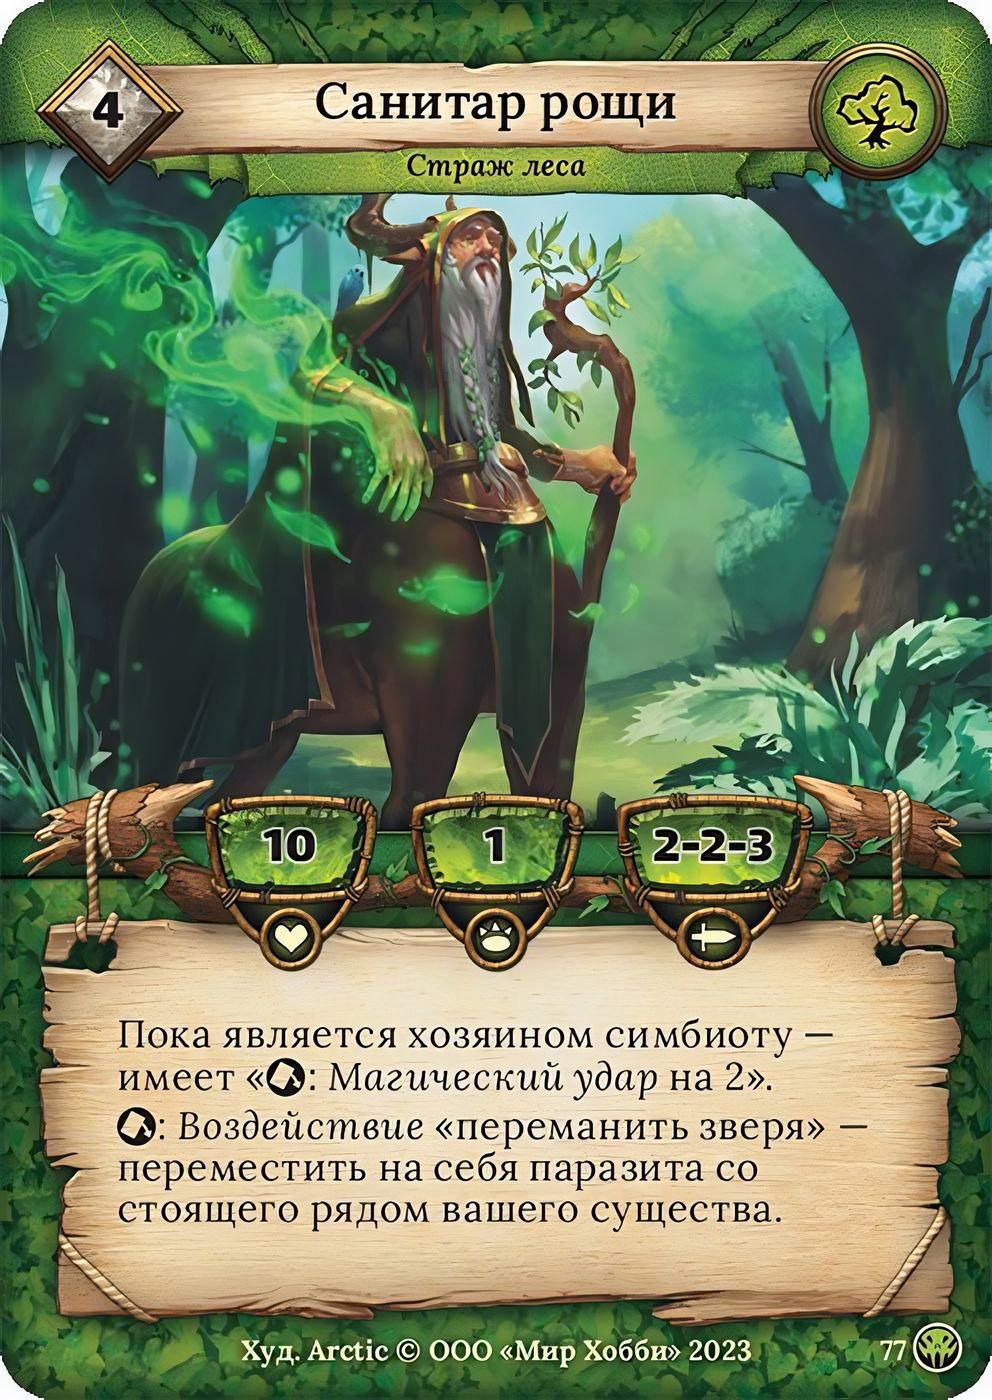 4
Санитар рощи
Страж леса
10
1
2-2-3
Пока является хозяином симбиоту —
имеет «: Магический удар на 2».
: Воздействие «переманить зверя» —
переместить на себя паразита со
стоящего рядом вашего существа.
Худ. Arctic © ООО «Мир Хобби» 2023
77